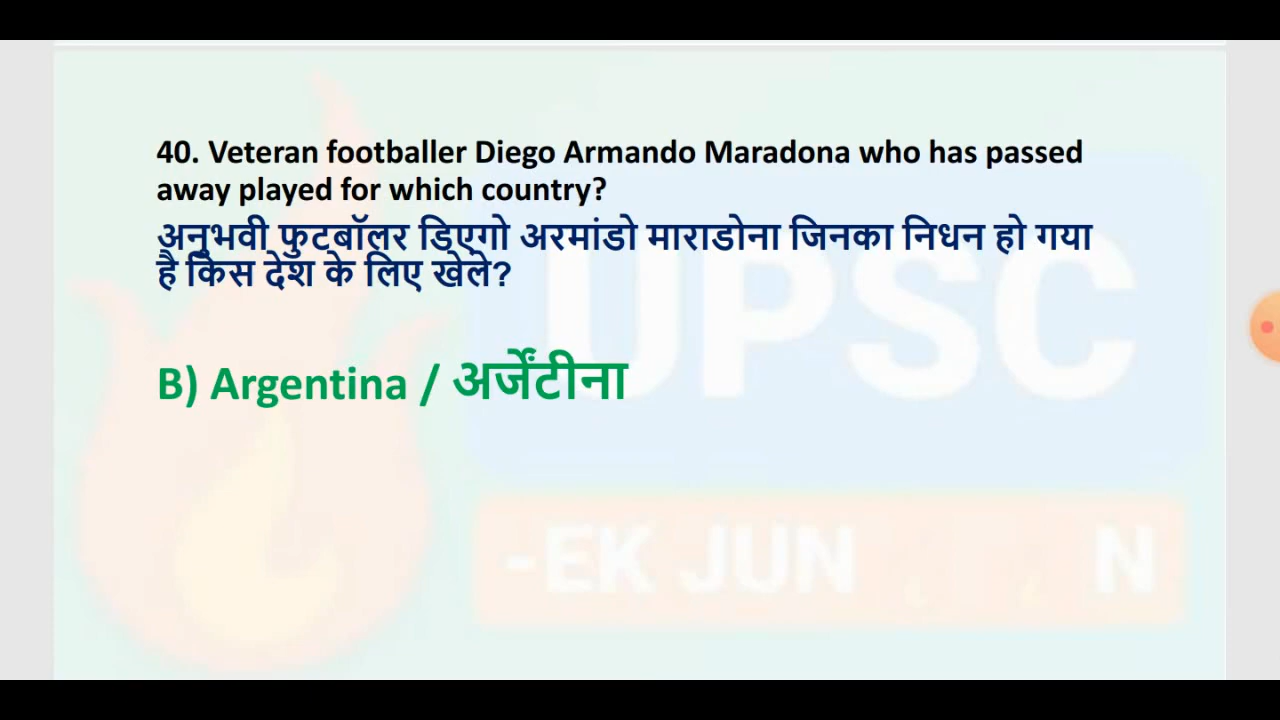 40. Veteran footballer Diego Armando Maradona who has passed
away played for which country?
अनुभवी फुटबॉलर डिएगो अरमांडो माराडोना जिनका निधन हो गया
है किस देश के लिए खेले?
B) Argentina / अर्जेंटीना
UPSC
-EK JUN N